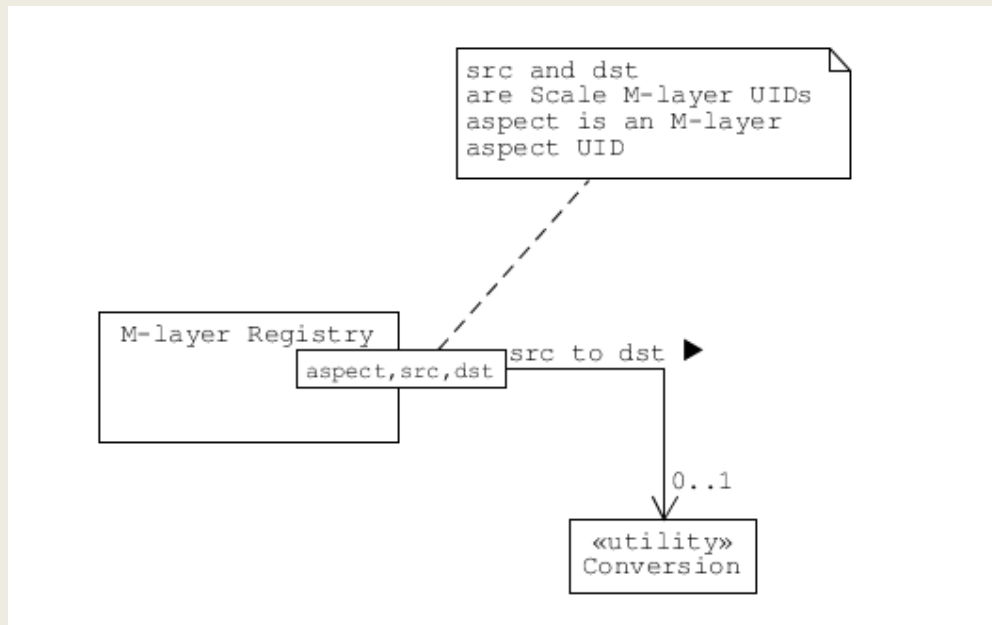 src and dst
are Scale M-layer UIDs
aspect is an M-layer
aspect UID
M-layer Registry
aspect,src,dst
src to dst
0..1
«utility»
Conversion